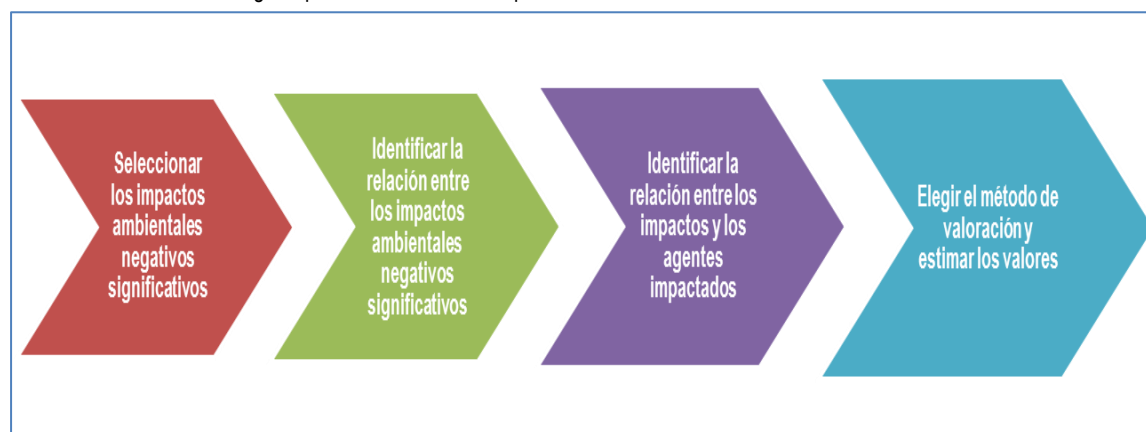 Seleccionar
los impactos
ambientales
negativos
significativos
Identificar la
relación entre
los impactos
ambientales
negativos
significativos
Identificar la
relación entre los
impactos y los
agentes
impactados
Elegir el método de
valoración y
estimar los valores